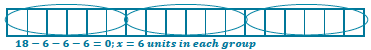 18 – 6 – 6 – 6 = 0; x = 6 units in each group